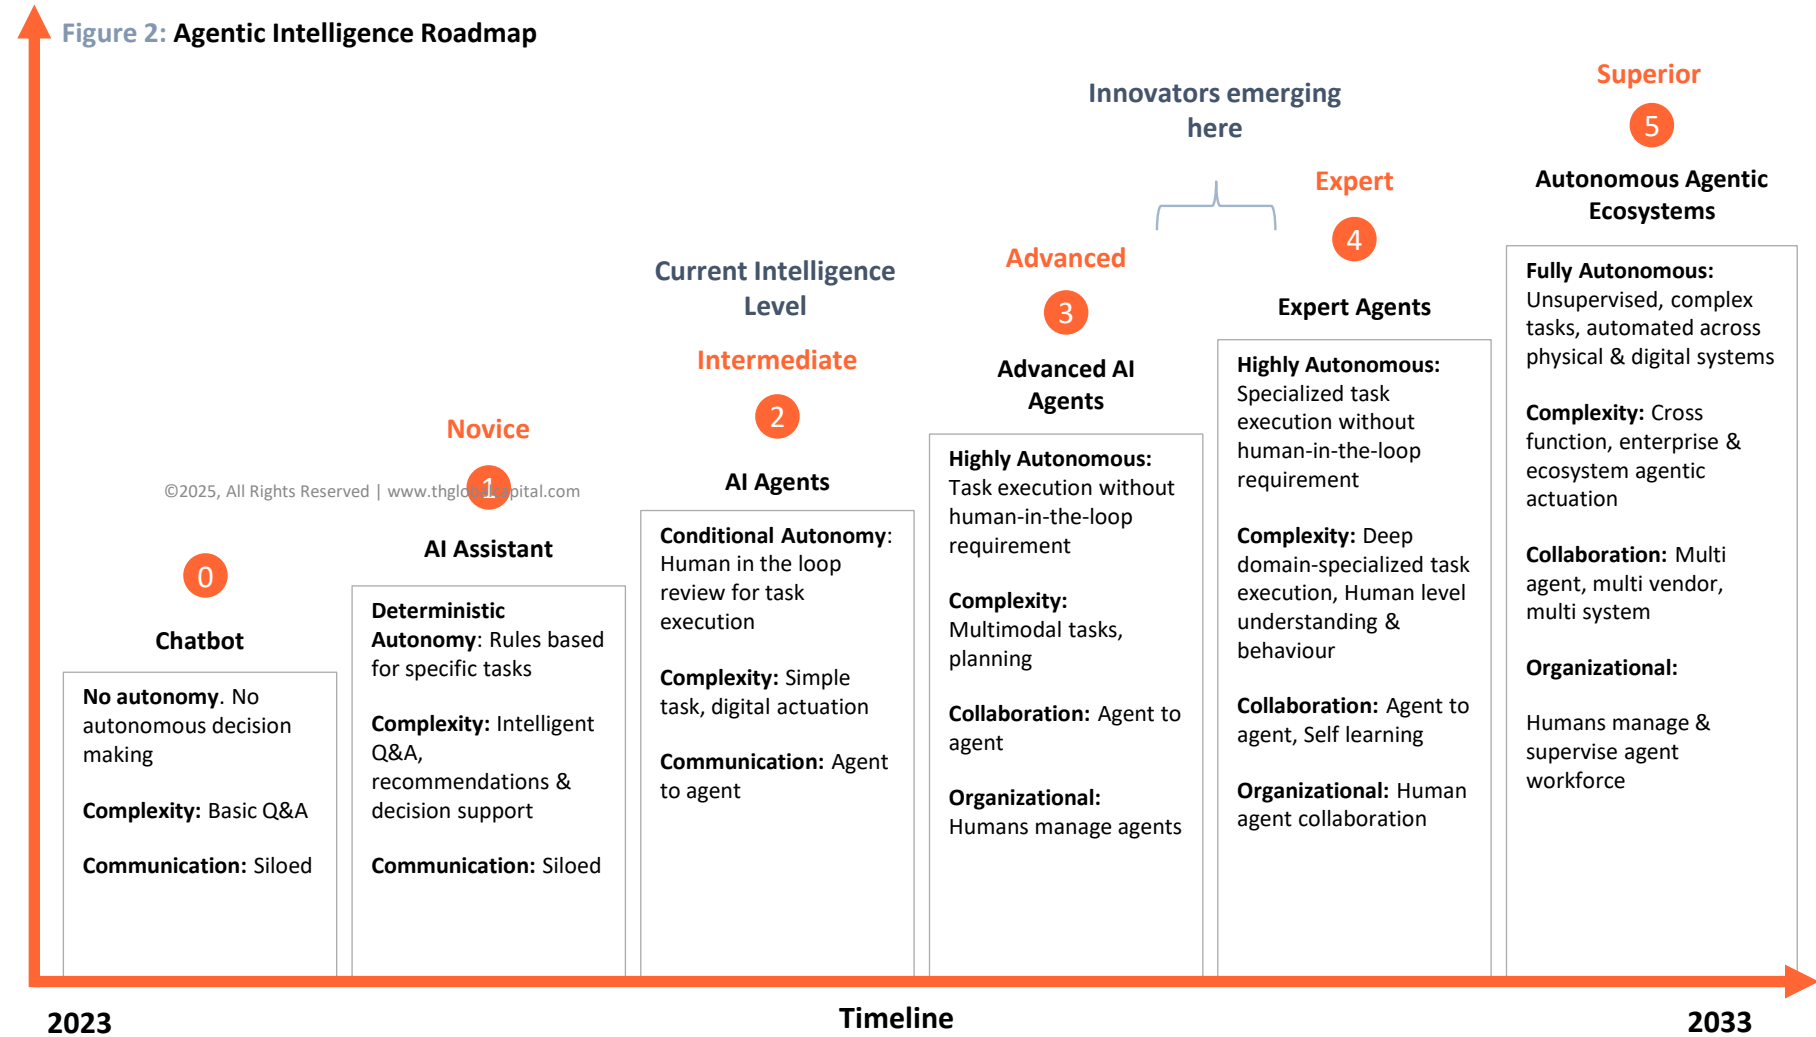 Figure 2: Agentic Intelligence Roadmap
0
Chatbot
No autonomy. No
autonomous decision
making
Complexity: Basic Q&A
Communication: Siloed
©2025, All Rights Reserved | www.thglobalcapital.com
Novice
1
AI Assistant
Deterministic
Autonomy: Rules based
for specific tasks
Complexity: Intelligent
Q&A,
recommendations &
decision support
Communication: Siloed
Current Intelligence
Level
Intermediate
2
AI Agents
Conditional Autonomy:
Human in the loop
review for task
execution
Complexity: Simple
task, digital actuation
Communication: Agent
to agent
Advanced
3
Advanced AI
Agents
Highly Autonomous:
Task execution without
human-in-the-loop
requirement
Complexity:
Multimodal tasks,
planning
Collaboration: Agent to
agent
Organizational:
Humans manage agents
Innovators emerging
here
Expert
4
Expert Agents
Highly Autonomous:
Specialized task
execution without
human-in-the-loop
requirement
Complexity: Deep
domain-specialized task
execution, Human level
understanding &
behaviour
Collaboration: Agent to
agent, Self learning
Organizational: Human
agent collaboration
Superior
5
Autonomous Agentic
Ecosystems
Fully Autonomous:
Unsupervised, complex
tasks, automated across
physical & digital systems
Complexity: Cross
function, enterprise &
ecosystem agentic
actuation
Collaboration: Multi
agent, multi vendor,
multi system
Organizational:
Humans manage &
supervise agent
workforce
2023
Timeline
2033